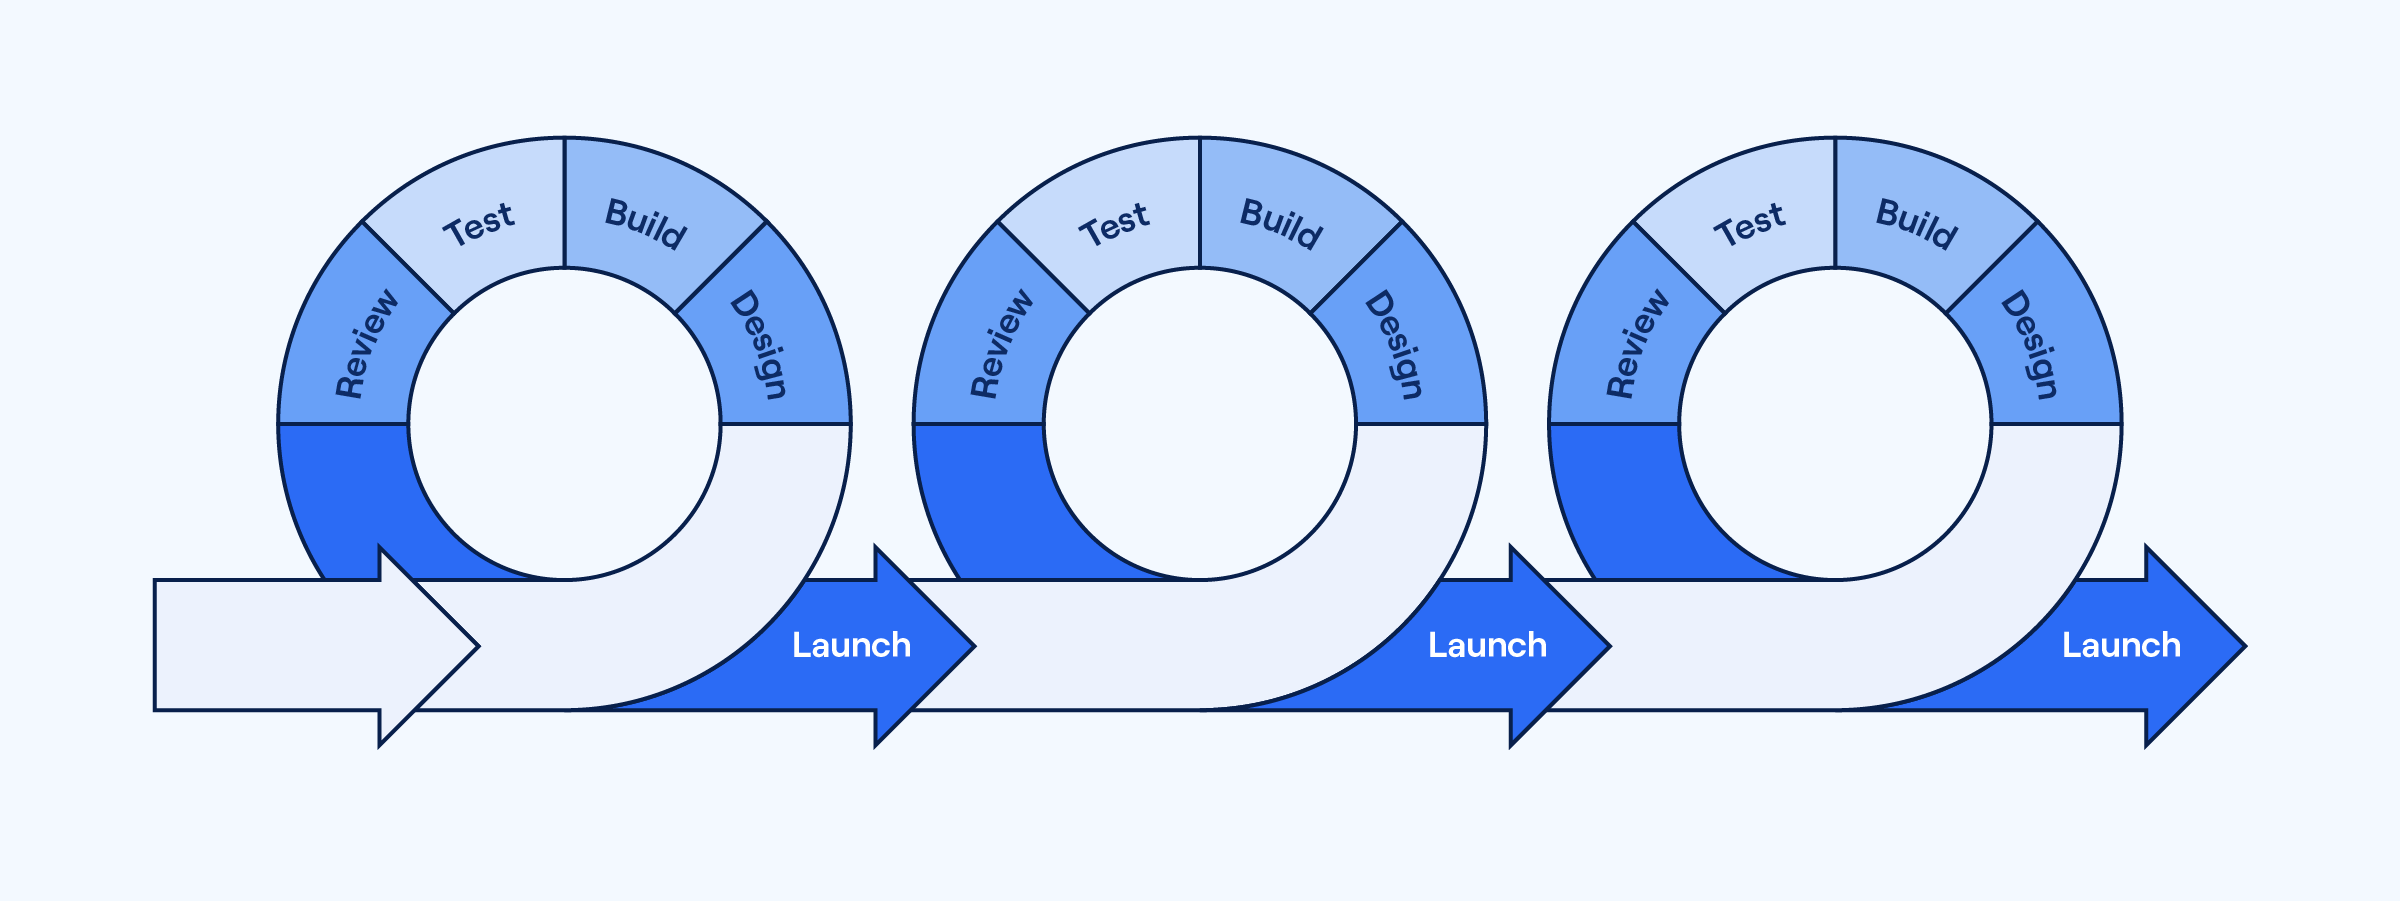 Test
Build
Review
Design
Launch
Test
Build
Review
Design
Launch
Test
Build
Review
Design
Launch